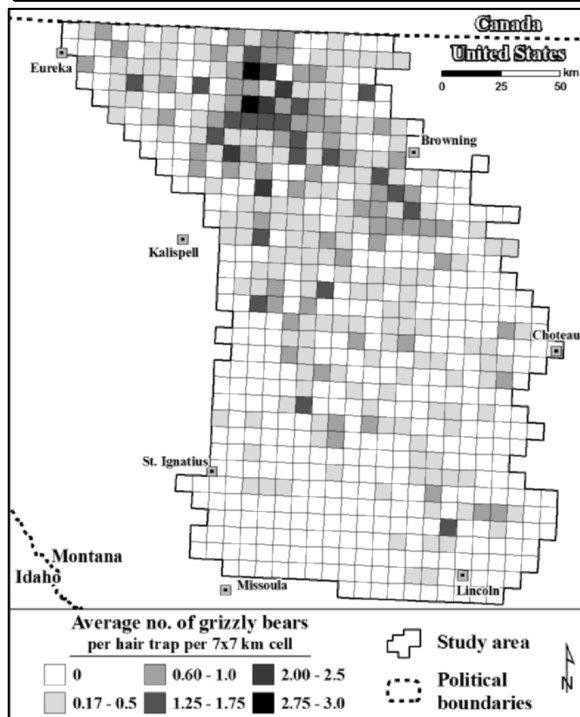 Canada
United States
0 25 50
km
Eureka
Browning
Kalispell
Choteau
St. Ignatius
Montana
Idaho
Missoula
Lincoln
Average no. of grizzly bears
per hair trap per 7x7 km cell
0
0.60 - 1.0
2.00 - 2.5
0.17 - 0.5
1.25 - 1.75
2.75 - 3.0
Study area
Political
boundaries
N